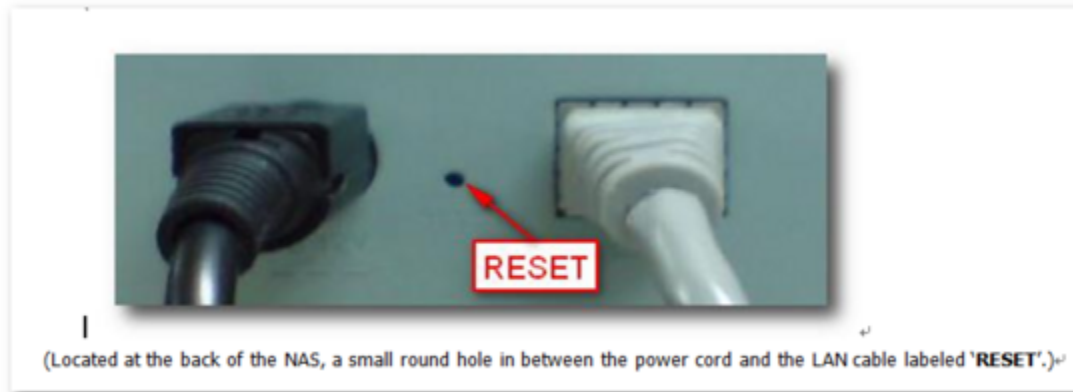 RESET
(Located at the back of the NAS, a small round hole in between the power cord and the LAN cable labeled ‘RESET’.)